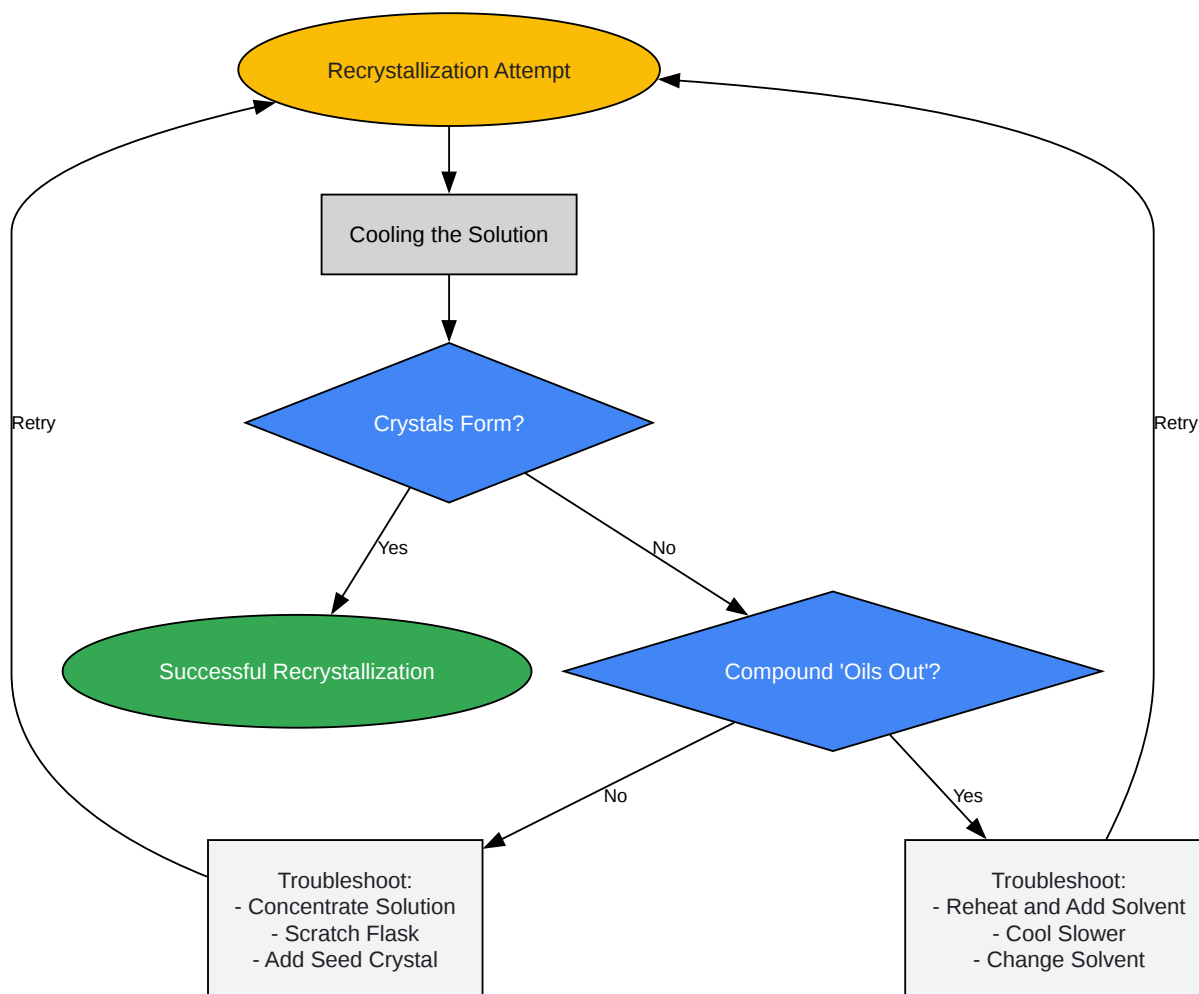 Recrystallization Attempt
Cooling the Solution
Retry
Crystals Form?
Retry
Yes
No
Successful Recrystallization
Compound 'Oils Out'?
No
Yes
Troubleshoot:
- Concentrate Solution
- Scratch Flask
- Add Seed Crystal
Troubleshoot:
- Reheat and Add Solvent
- Cool Slower
- Change Solvent